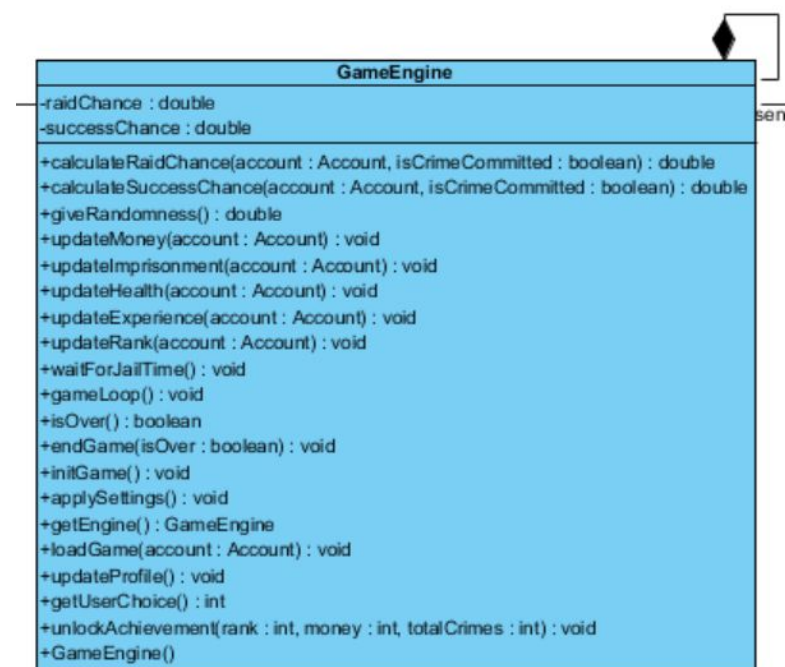 GameEngine
-raidChance : double
-successChance : double
sen
+calculateRaidChance(account : Account, isCrimeCommitted : boolean) : double
+calculateSuccessChance(account : Account, isCrimeCommitted : boolean) : double
+giveRandomness() : double
+updateMoney(account : Account) : void
+updateImprisonment(account : Account) : void
+updateHealth(account : Account) : void
+updateExperience(account : Account) : void
+updateRank(account : Account) : void
+waitForJailTime() : void
+gameLoop() : void
+isOver() : boolean
+endGame(isOver : boolean) : void
+initGame() : void
+applySettings() : void
+getEngine() : GameEngine
+loadGame(account : Account) : void
+updateProfile() : void
+getUserChoice() : int
+unlockAchievement(rank : int, money : int, totalCrimes : int) : void
+GameEngine()